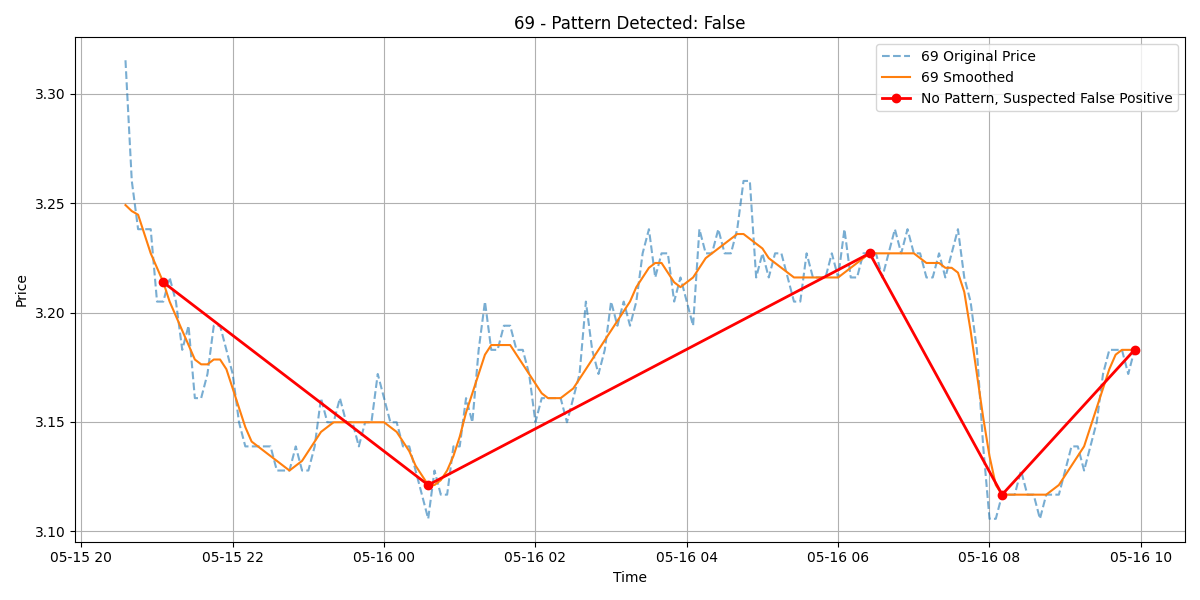 69 - Pattern Detected: False
69 Original Price
69 Smoothed
No Pattern, Suspected False Positive
Price
3.30
3.25
3.20
3.15
3.10
05-15 20 05-15 22 05-16 00 05-16 02 05-16 04 05-16 06 05-16 08 05-16 10
Time